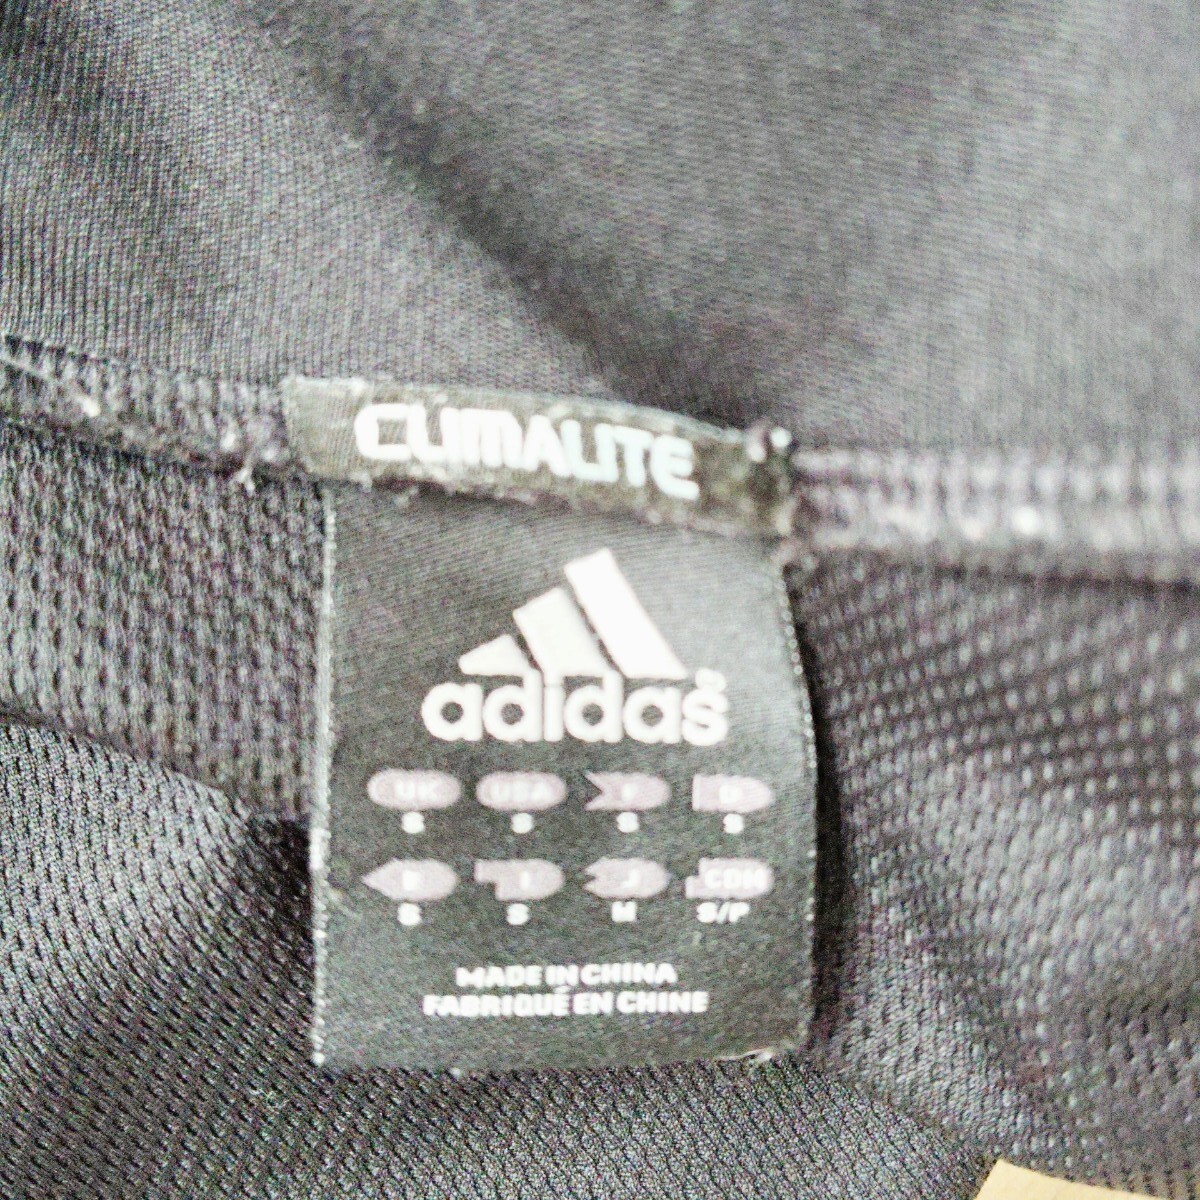 CLIMALITE
adidas
UK USA F D
S S S S
E I J CDN
S S M S/P
MADE IN CHINA
FABRIQUÉ EN CHINE